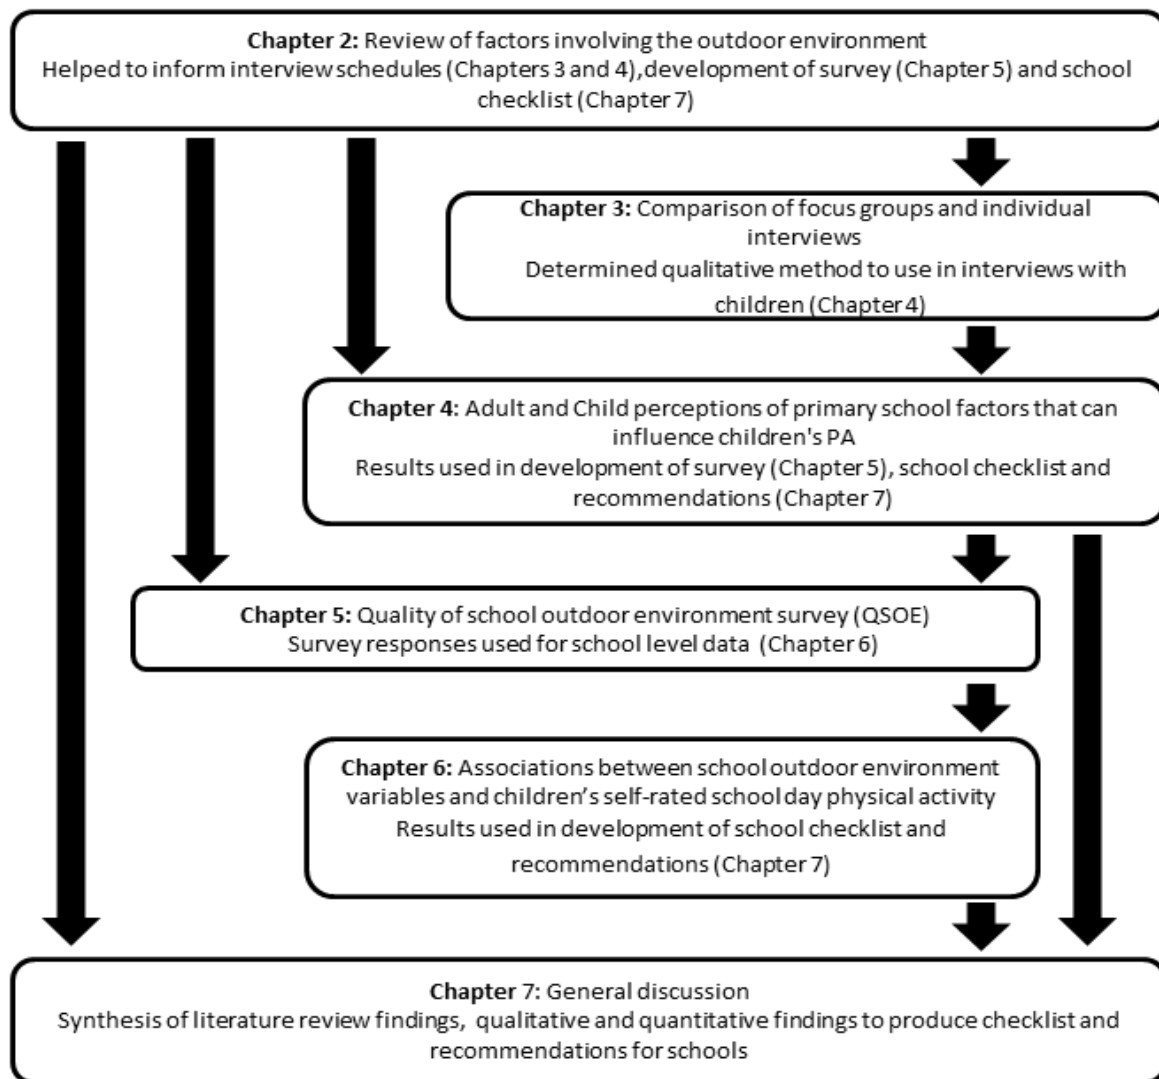 Chapter 2: Review of factors involving the outdoor environment
Helped to inform interview schedules (Chapters 3 and 4),development of survey (Chapter 5) and school
checklist (Chapter 7)
Chapter 3: Comparison of focus groups and individual
interviews
Determined qualitative method to use in interviews with
children (Chapter 4)
Chapter 4: Adult and Child perceptions of primary school factors that can
influence children's PA
Results used in development of survey (Chapter 5), school checklist and
recommendations (Chapter 7)
Chapter 5: Quality of school outdoor environment survey (QSOE)
Survey responses used for school level data (Chapter 6)
Chapter 6: Associations between school outdoor environment
variables and children’s self-rated school day physical activity
Results used in development of school checklist and
recommendations (Chapter 7)
Chapter 7: General discussion
Synthesis of literature review findings, qualitative and quantitative findings to produce checklist and
recommendations for schools